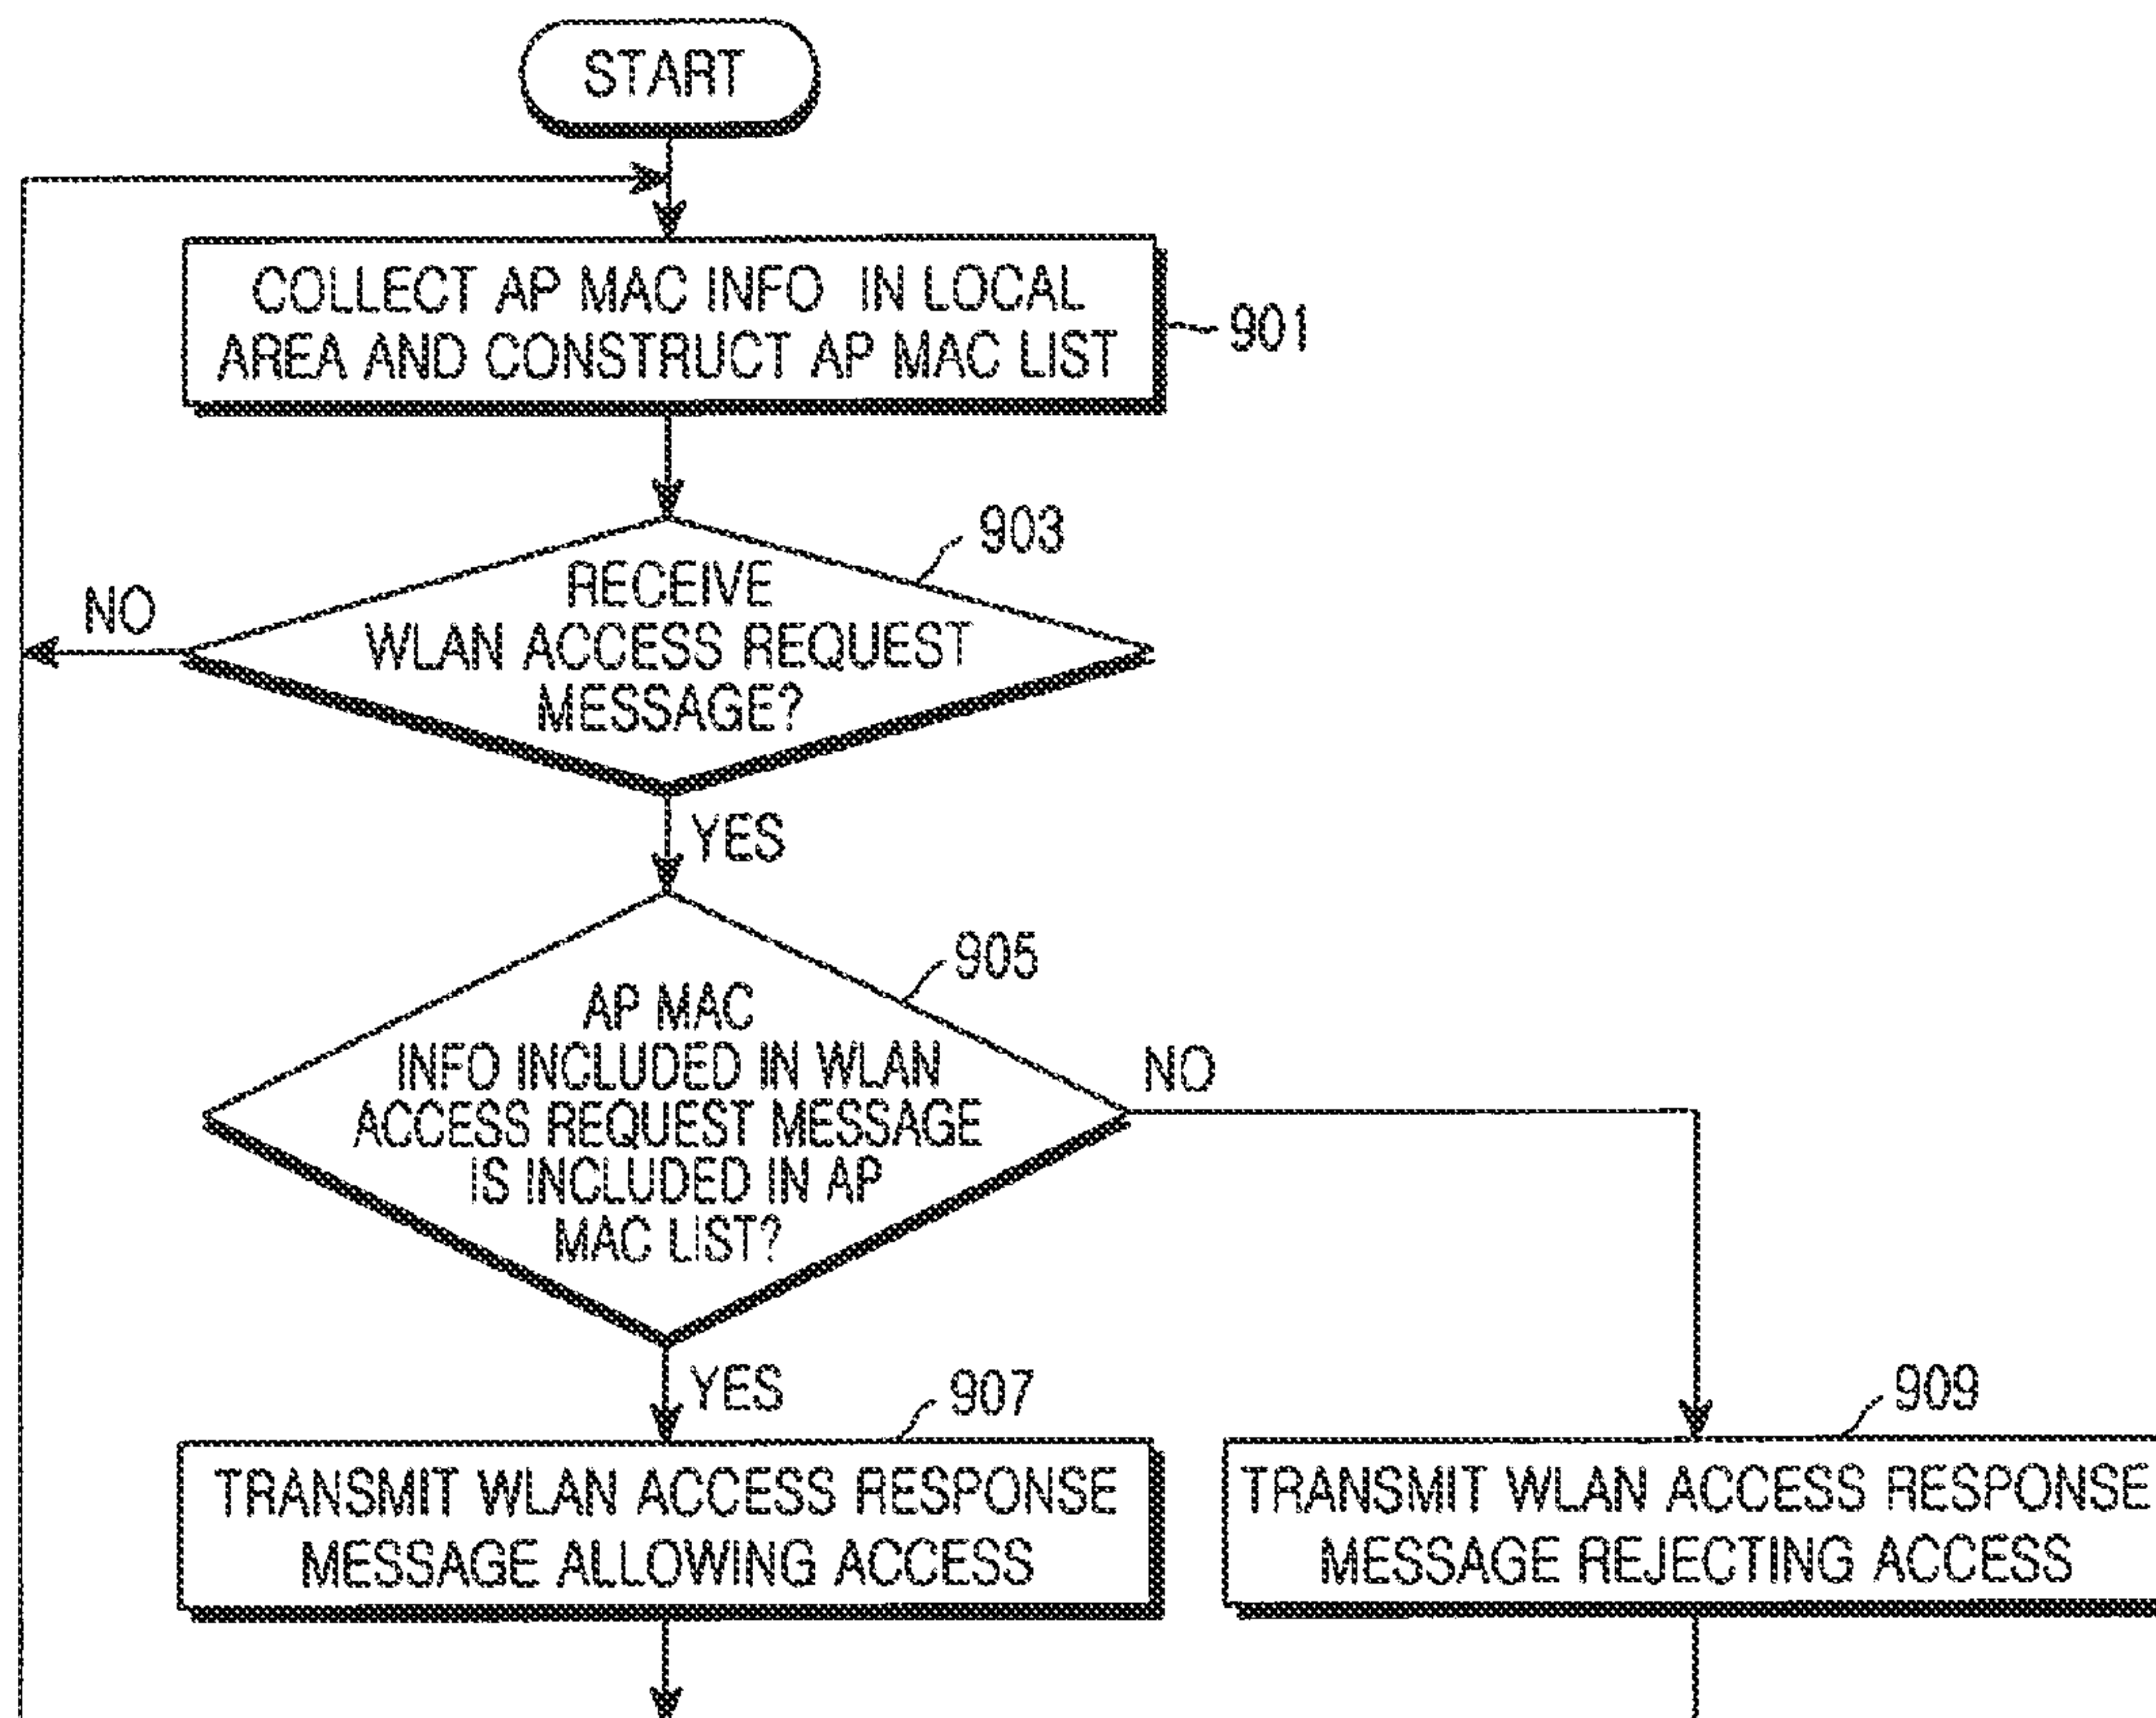 START
COLLECT AP MAC INFO IN LOCAL
AREA AND CONSTRUCT AP MAC LIST
901
903
RECEIVE
WLAN ACCESS REQUEST
MESSAGE?
NO
YES
905
AP MAC
INFO INCLUDED IN WLAN
ACCESS REQUEST MESSAGE
IS INCLUDED IN AP
MAC LIST?
NO
YES
907
TRANSMIT WLAN ACCESS RESPONSE
MESSAGE ALLOWING ACCESS
909
TRANSMIT WLAN ACCESS RESPONSE
MESSAGE REJECTING ACCESS